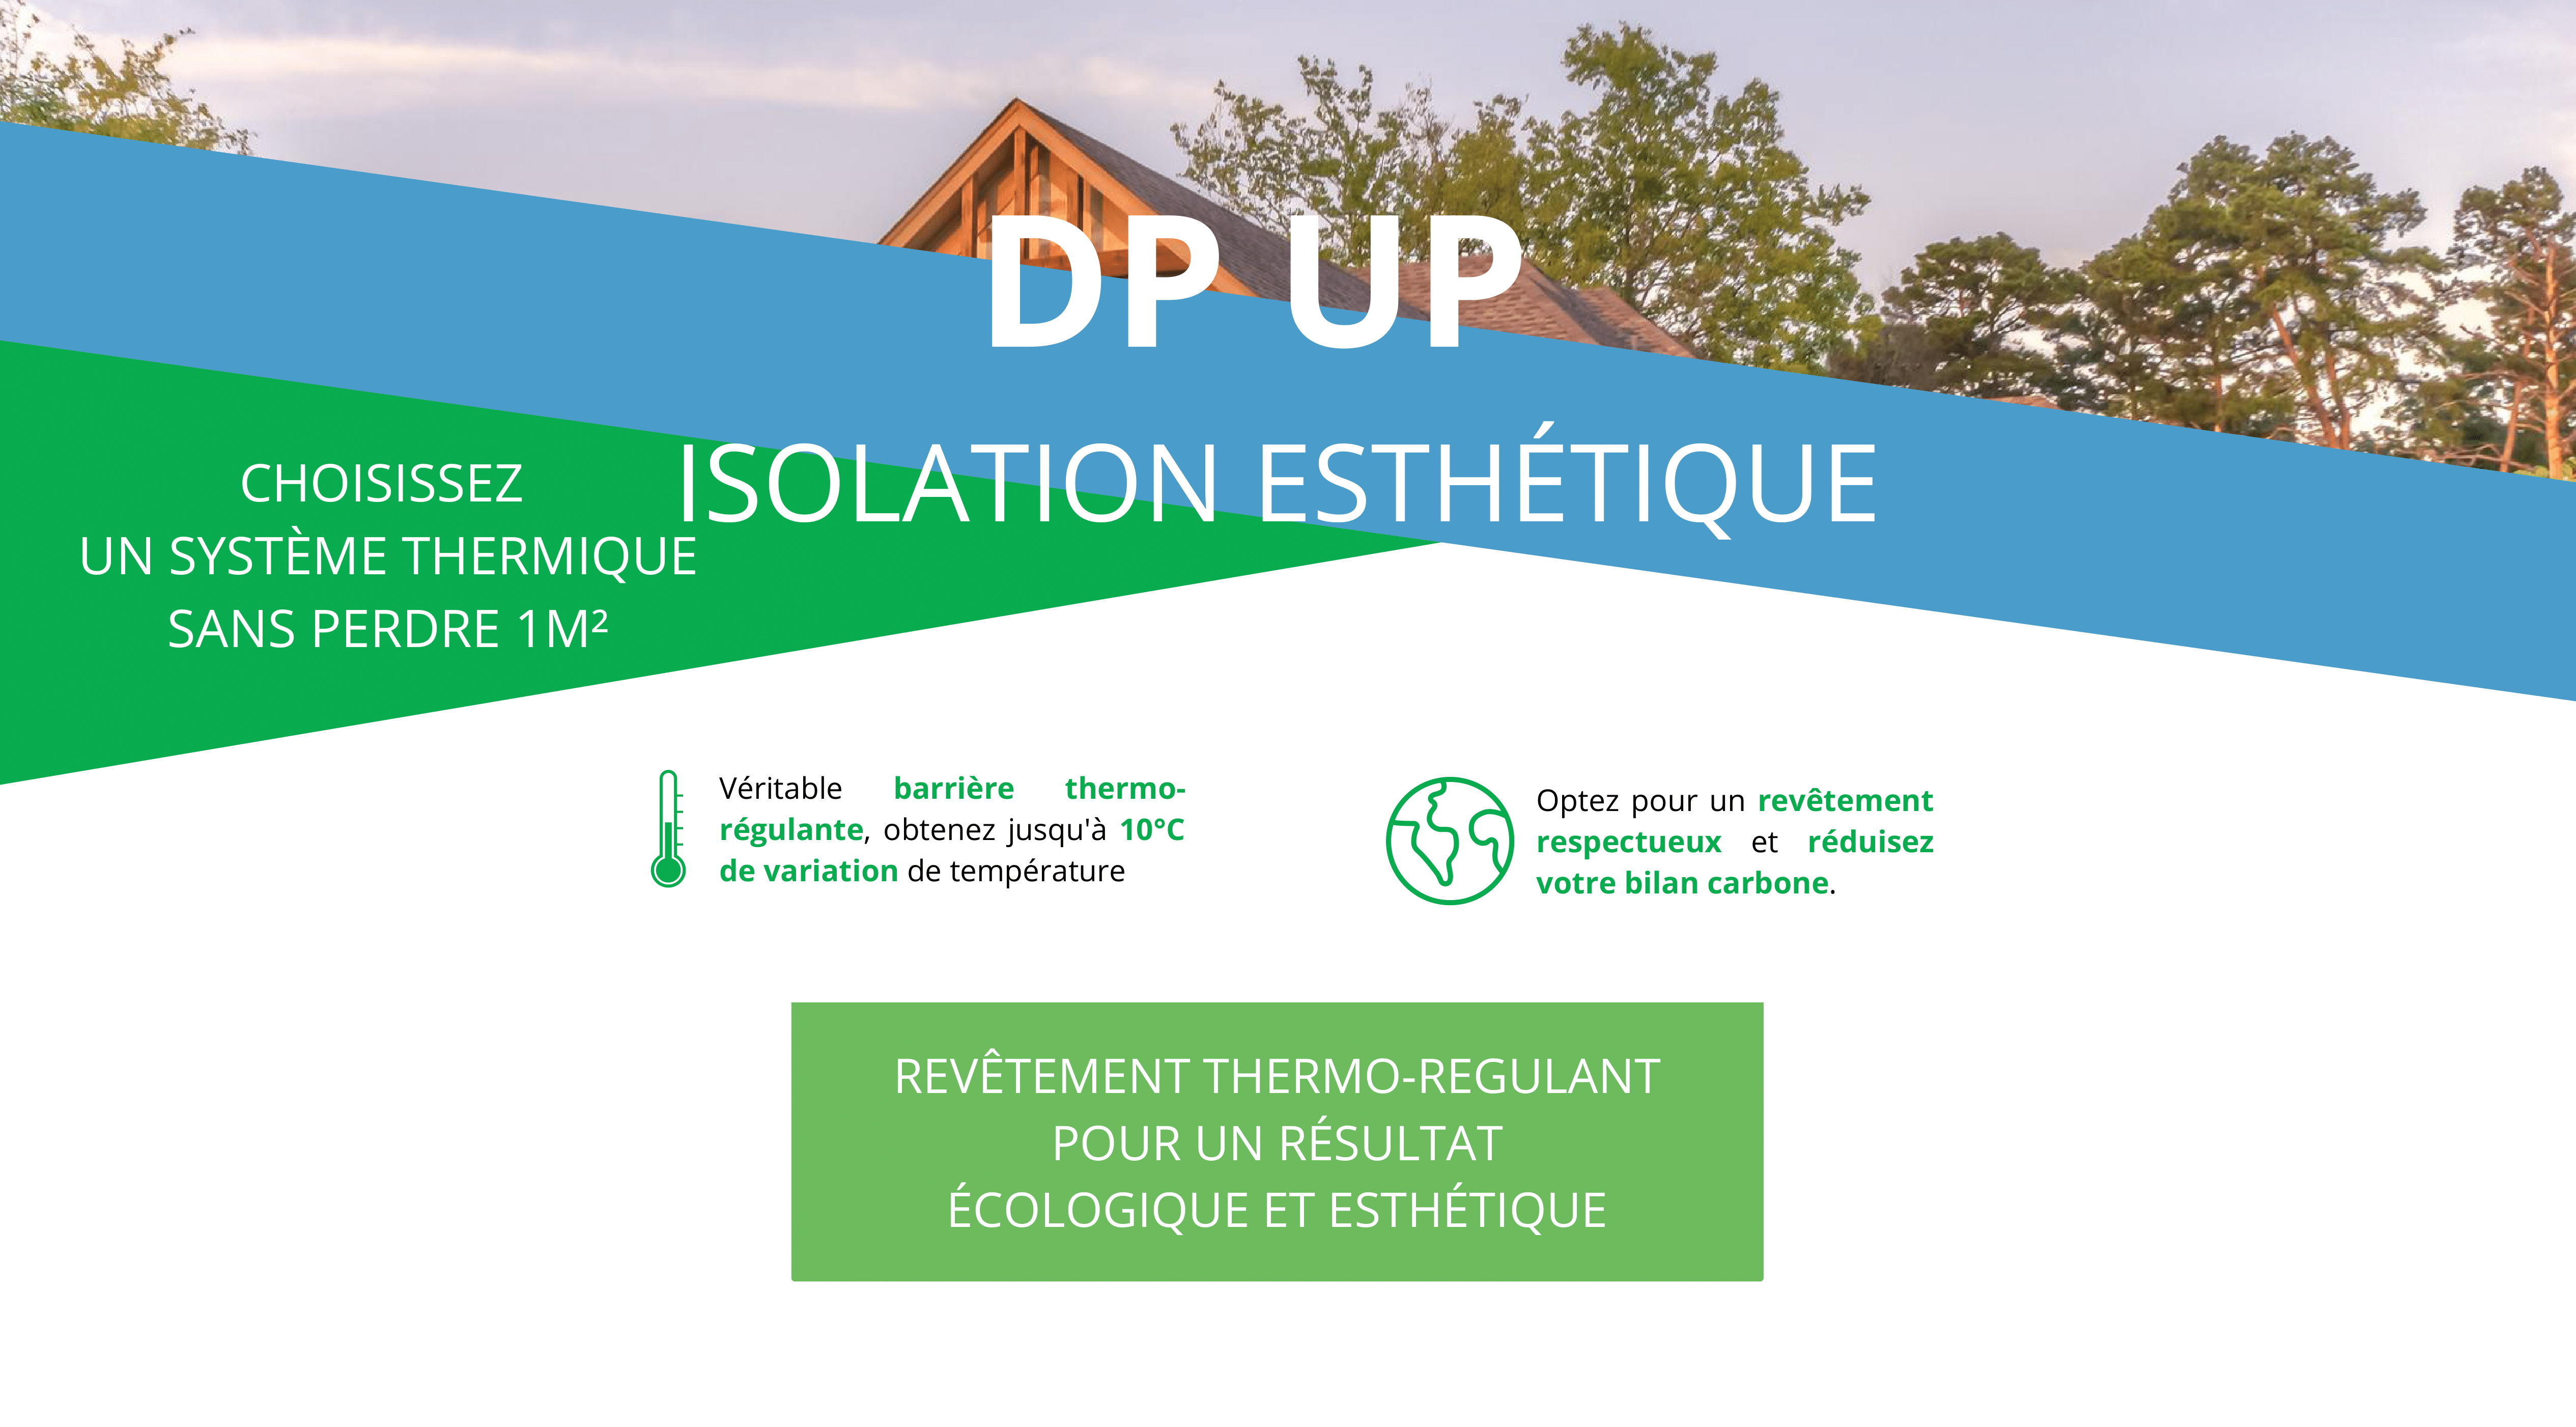 DP UP
ISOLATION ESTHÉTIQUE
CHOISISSEZ
UN SYSTÈME THERMIQUE
SANS PERDRE 1M²
Véritable barrière thermo-
régulante, obtenez jusqu'à 10°C
de variation de température
Optez pour un revêtement
respectueux et réduisez
votre bilan carbone.
REVÊTEMENT THERMO-REGULANT
POUR UN RÉSULTAT
ÉCOLOGIQUE ET ESTHÉTIQUE